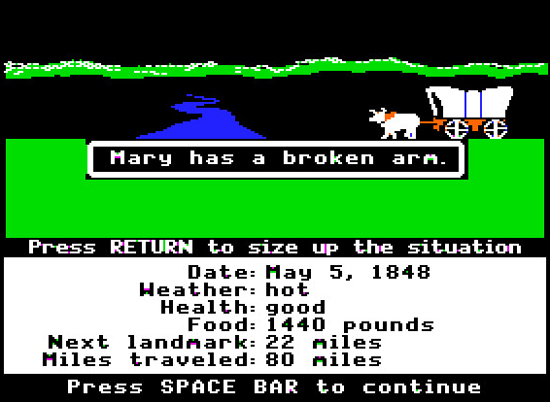 Mary has a broken arm.
Press RETURN to size up the situation
Date: May 5, 1848
Weather: hot
Health: good
Food: 1440 pounds
Next landmark: 22 miles
Miles traveled: 80 miles
Press SPACE BAR to continue